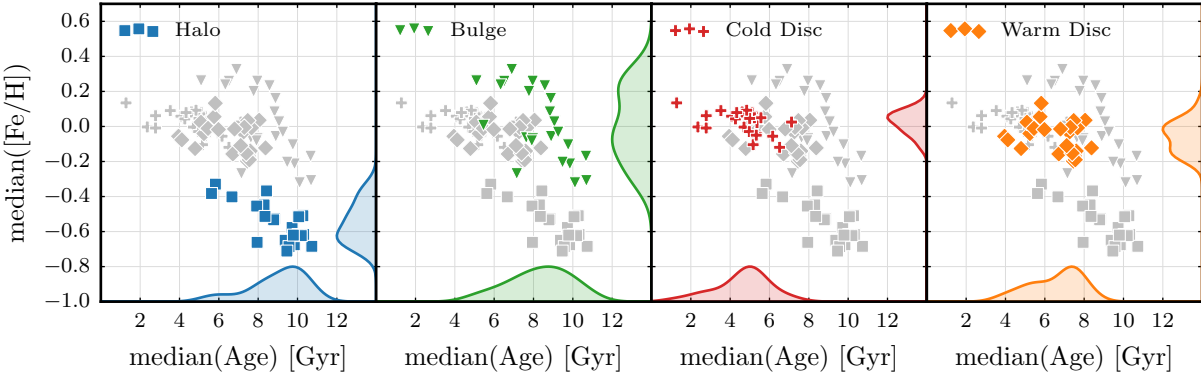 median([Fe/H])
0.6
0.4
0.2
0.0
−0.2
−0.4
−0.6
−0.8
−1.0
Halo
Bulge
Cold Disc
Warm Disc
2 4 6 8 10 12
2 4 6 8 10 12
2 4 6 8 10 12
2 4 6 8 10 12
median(Age) [Gyr]
median(Age) [Gyr]
median(Age) [Gyr]
median(Age) [Gyr]